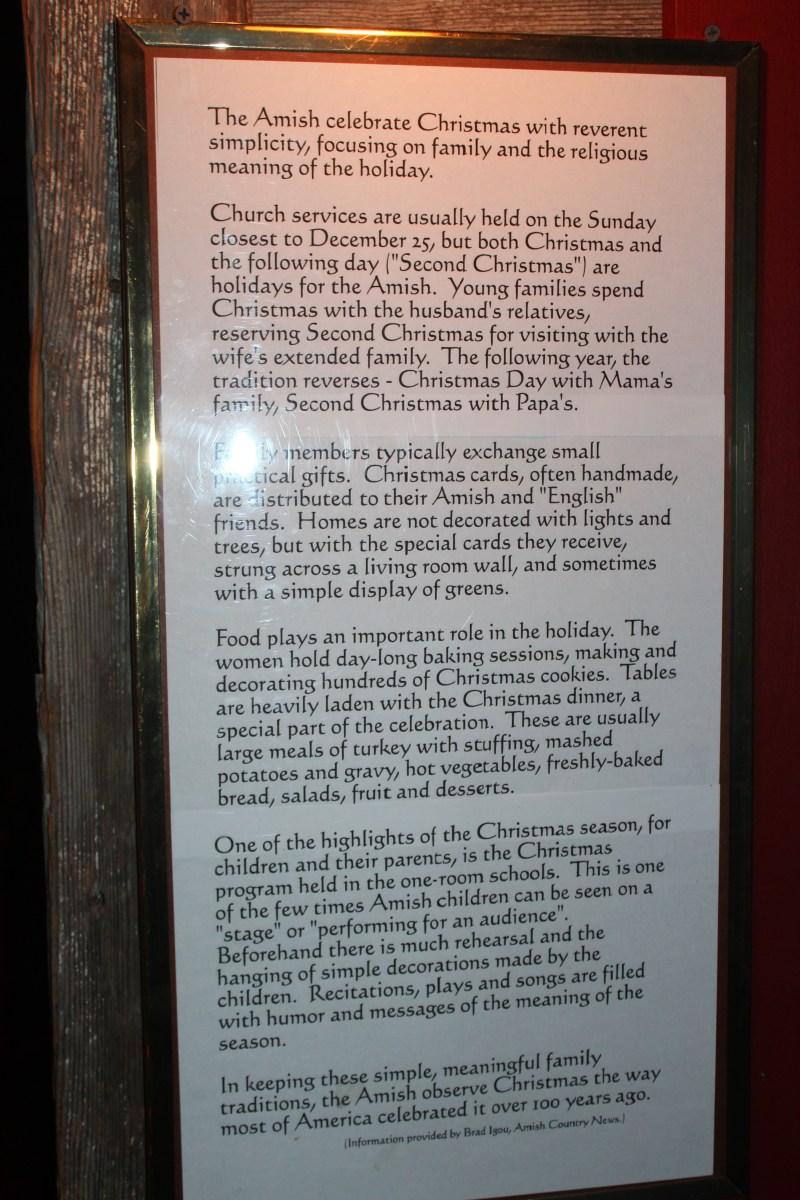 The Amish celebrate Christmas with reverent
simplicity, focusing on family and the religious
meaning of the holiday.
Church services are usually held on the Sunday
closest to December 25, but both Christmas and
the following day ("Second Christmas") are
holidays for the Amish. Young families spend
Christmas with the husband's relatives,
reserving Second Christmas for visiting with the
wife's extended family. The following year, the
tradition reverses - Christmas Day with Mama's
family, Second Christmas with Papa's.
Family members typically exchange small
practical gifts. Christmas cards, often handmade,
are distributed to their Amish and "English"
friends. Homes are not decorated with lights and
trees, but with the special cards they receive,
strung across a living room wall, and sometimes
with a simple display of greens.
Food plays an important role in the holiday. The
women hold day-long baking sessions, making and
decorating hundreds of Christmas cookies. Tables
are heavily laden with the Christmas dinner, a
special part of the celebration. These are usually
large meals of turkey with stuffing, mashed
potatoes and gravy, hot vegetables, freshly-baked
bread, salads, fruit and desserts.
One of the highlights of the Christmas season, for
children and their parents, is the Christmas
program held in the one-room schools. This is one
of the few times Amish children can be seen on a
"stage" or "performing for an audience".
Beforehand there is much rehearsal and the
hanging of simple decorations made by the
children. Recitations, plays and songs are filled
with humor and messages of the meaning of the
season.
In keeping these simple, meaningful family
traditions, the Amish observe Christmas the way
most of America celebrated it over 100 years ago.
(Information provided by Brad Igou, Amish Country News.)